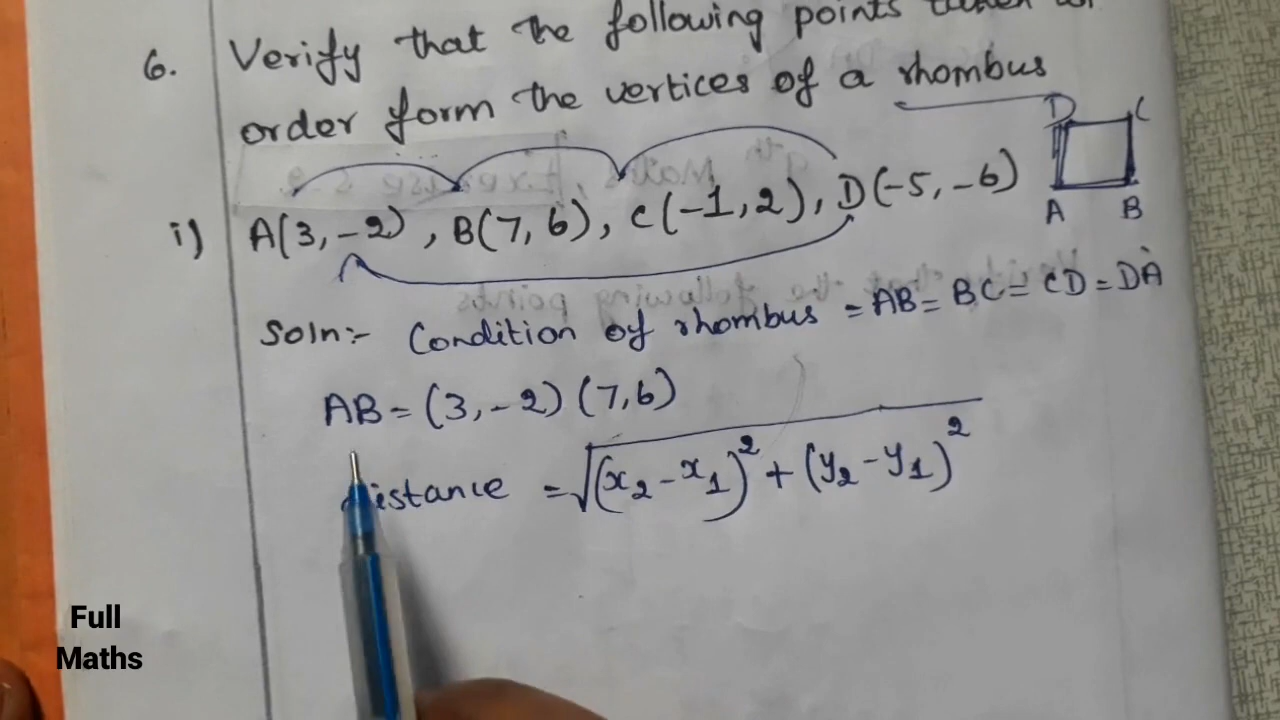 6. Verify that the following points taken
order form the vertices of a rhombus
D C
i) A(3,-2), B(7,6), C(-1,2), D(-5,-6)
A B
Soln:- Condition of rhombus = AB = BC = CD = DA
AB = (3,-2) (7,6)
distance = √(x₂-x₁)² + (y₂-y₁)²
Full
Maths